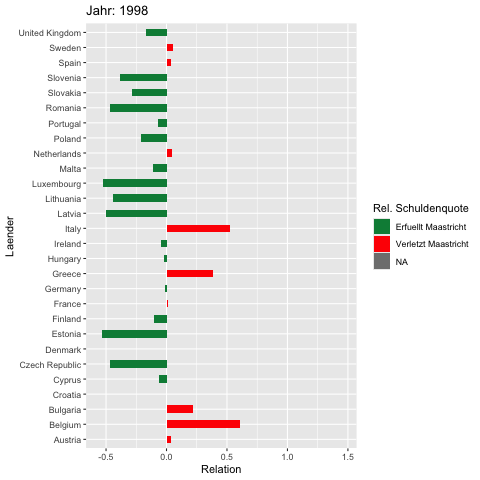 Jahr: 1998
United Kingdom
Sweden
Spain
Slovenia
Slovakia
Romania
Portugal
Poland
Netherlands
Malta
Luxembourg
Lithuania
Latvia
Italy
Ireland
Hungary
Greece
Germany
France
Finland
Estonia
Denmark
Czech Republic
Cyprus
Croatia
Bulgaria
Belgium
Austria
Laender
-0.5 0.0 0.5 1.0 1.5
Relation
Rel. Schuldenquote
Erfuellt Maastricht
Verletzt Maastricht
NA